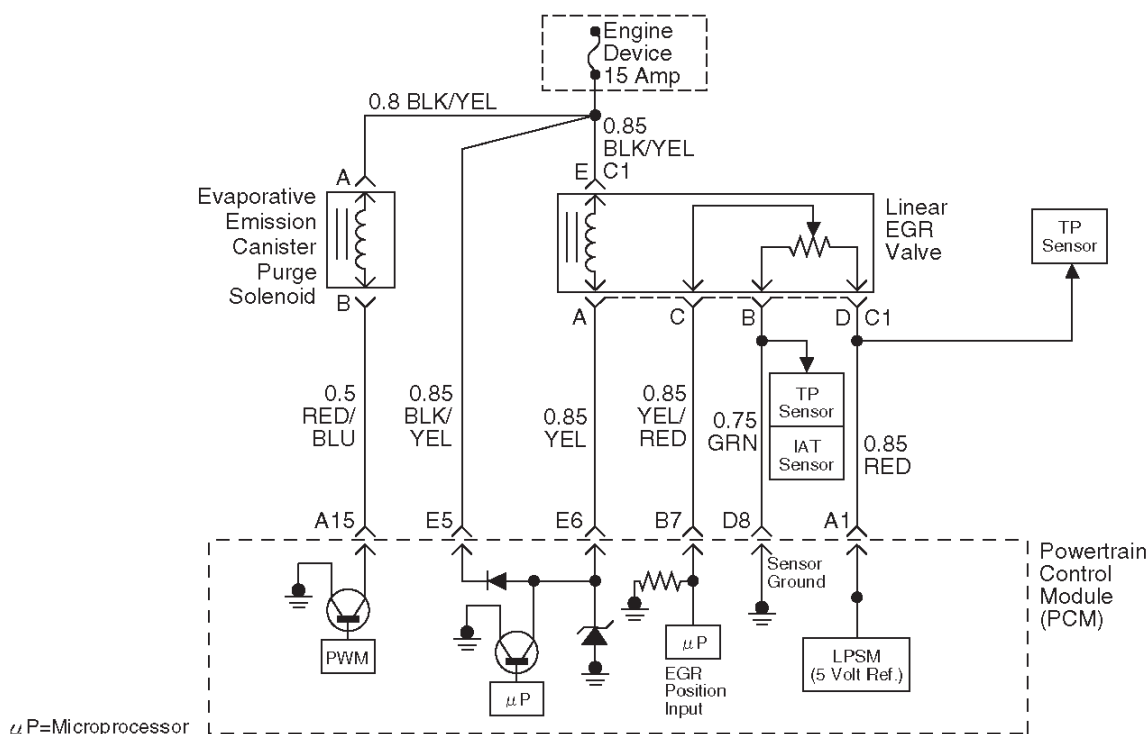 Engine
Device
15 Amp
0.8 BLK/YEL
0.85
BLK/YEL
A
E C1
Evaporative
Emission
Canister
Purge
Solenoid
Linear
EGR
Valve
TP
Sensor
B
A
C
B
D C1
0.5
RED/
BLU
0.85
BLK/
YEL
0.85
YEL
0.85
YEL/
RED
0.75
GRN
TP
Sensor
IAT
Sensor
0.85
RED
A15
E5
E6
B7
D8
A1
Sensor
Ground
Powertrain
Control
Module
(PCM)
PWM
μP
μP
EGR
Position
Input
LPSM
(5 Volt Ref.)
μP=Microprocessor